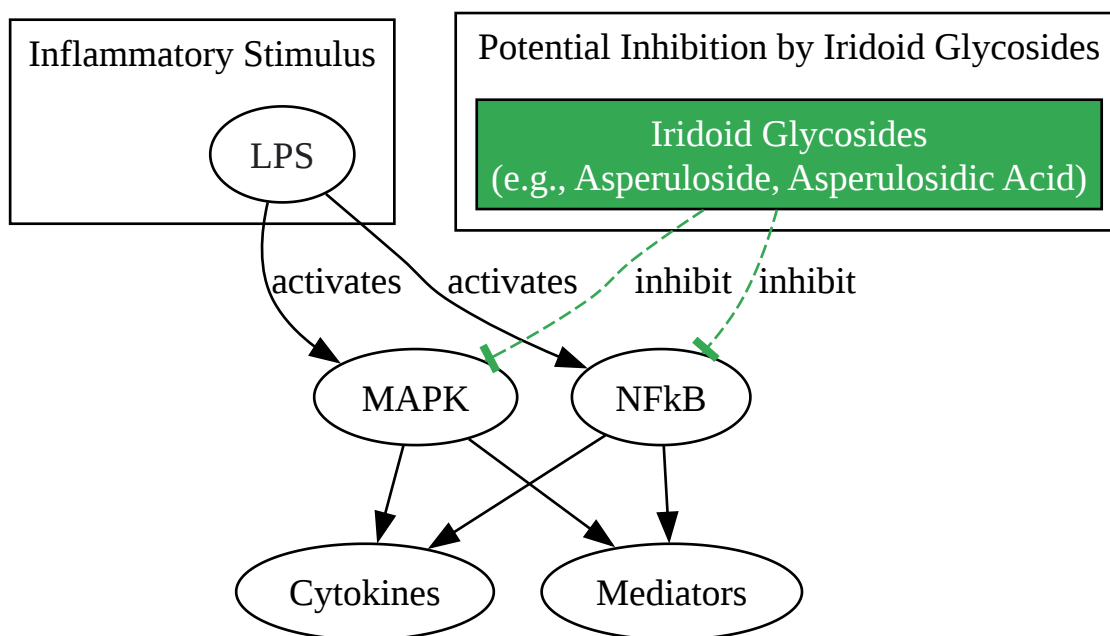 Inflammatory Stimulus
Potential Inhibition by Iridoid Glycosides
LPS
Iridoid Glycosides
(e.g., Asperuloside, Asperulosidic Acid)
activates
activates
inhibit
inhibit
MAPK
NFkB
Cytokines
Mediators